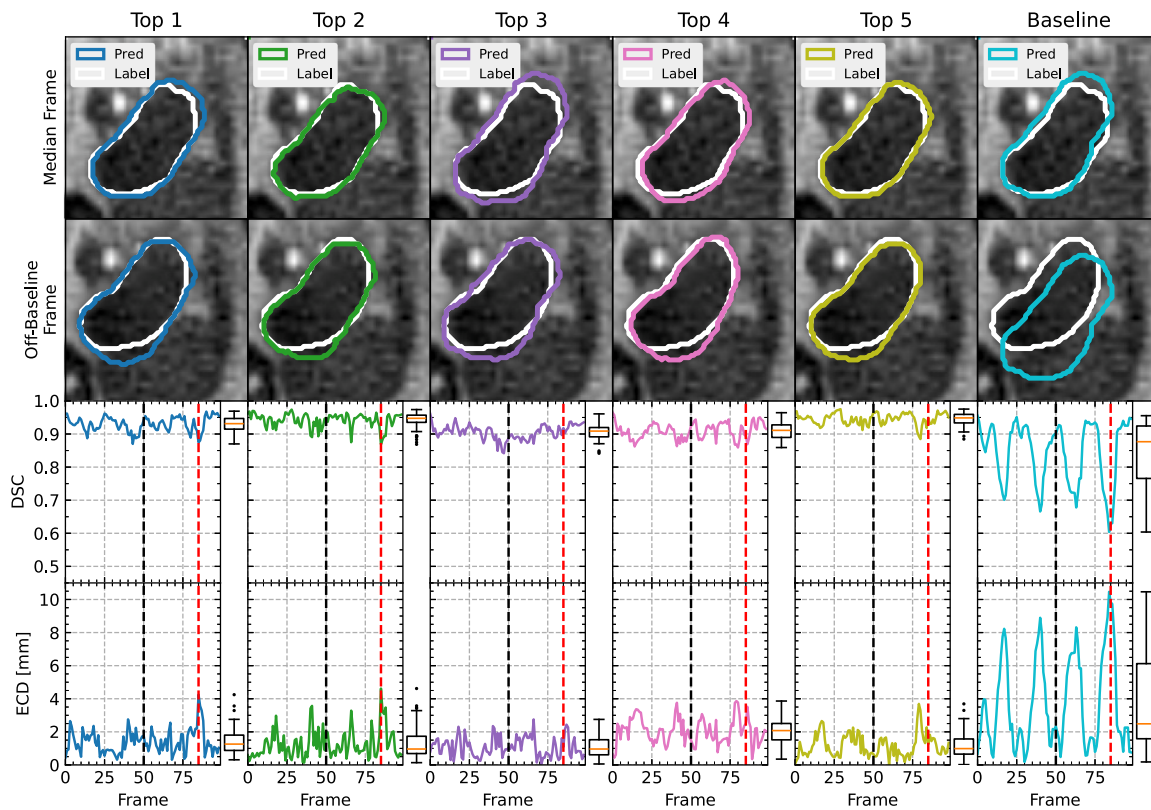 Top 1 Top 2 Top 3 Top 4 Top 5 Baseline
Median Frame
Pred Pred Pred Pred Pred Pred
Label Label Label Label Label Label
Off-Baseline
Frame
DSC
1.0
0.9
0.8
0.7
0.6
0.5
ECD [mm]
10
8
6
4
2
0
0 25 50 75 0 25 50 75 0 25 50 75 0 25 50 75 0 25 50 75 0 25 50 75
Frame Frame Frame Frame Frame Frame